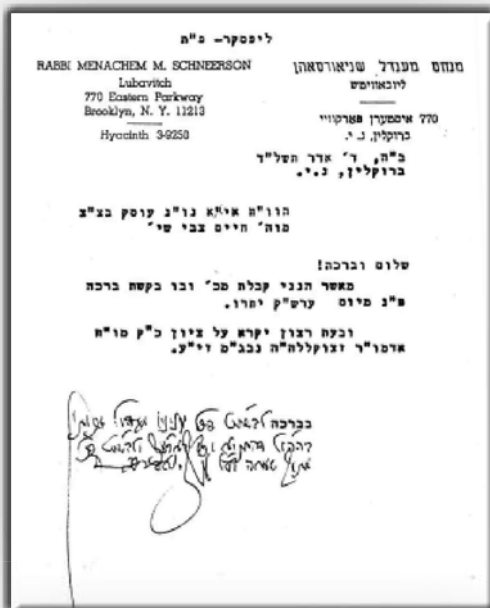 ליפסקר- פ"ח
RABBI MENACHEM M. SCHNEERSON
Lubavitch
770 Eastern Parkway
Brooklyn, N. Y. 11213
Hyacinth 3-9250
מנחם מענדל שניאורסאהן
ליובאוויטש
770 איסטערן פארקוויי
ברוקלין, נ. י.
ב"ה, ד' אדר תשל"ד
ברוקלין, נ.י.
הוו"ח אי"א נו"נ עוסק בצ"צ
מוה' חיים צבי שי'
שלום וברכה!
מאשר הנני קבלת מכ' ובו בקשת ברכה
פ"נ מיום ערש"ק יתרו.
ובעת רצון יקרא על ציון כ"ק מו"ח
אדמו"ר זצוקללה"ה נבג"מ זי"ע.
בברכה